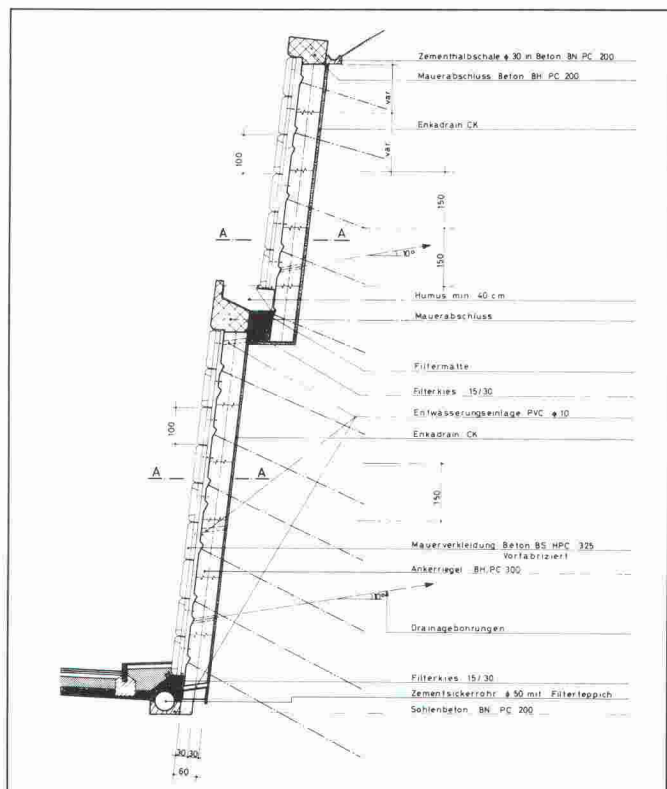 Zementhalbschale ϕ 30 in Beton BN PC 200
Mauerabschluss Beton BH PC 200
var.
Enkadrain CK
var.
100
150
A
A
150
10°
Humus min. 40 cm
Mauerabschluss
Filtermatte
Filterkies 15/30
Entwässerungseinlage PVC ϕ 10
100
Enkadrain CK
A
A
150
Mauerverkleidung Beton BS HPC 325
Vorfabriziert
Ankerriegel BH PC 300
10°
Drainagebohrungen
Filterkies 15/30
Zementsickerrohr ϕ 50 mit Filterteppich
Sohlenbeton BN PC 200
30 30
60